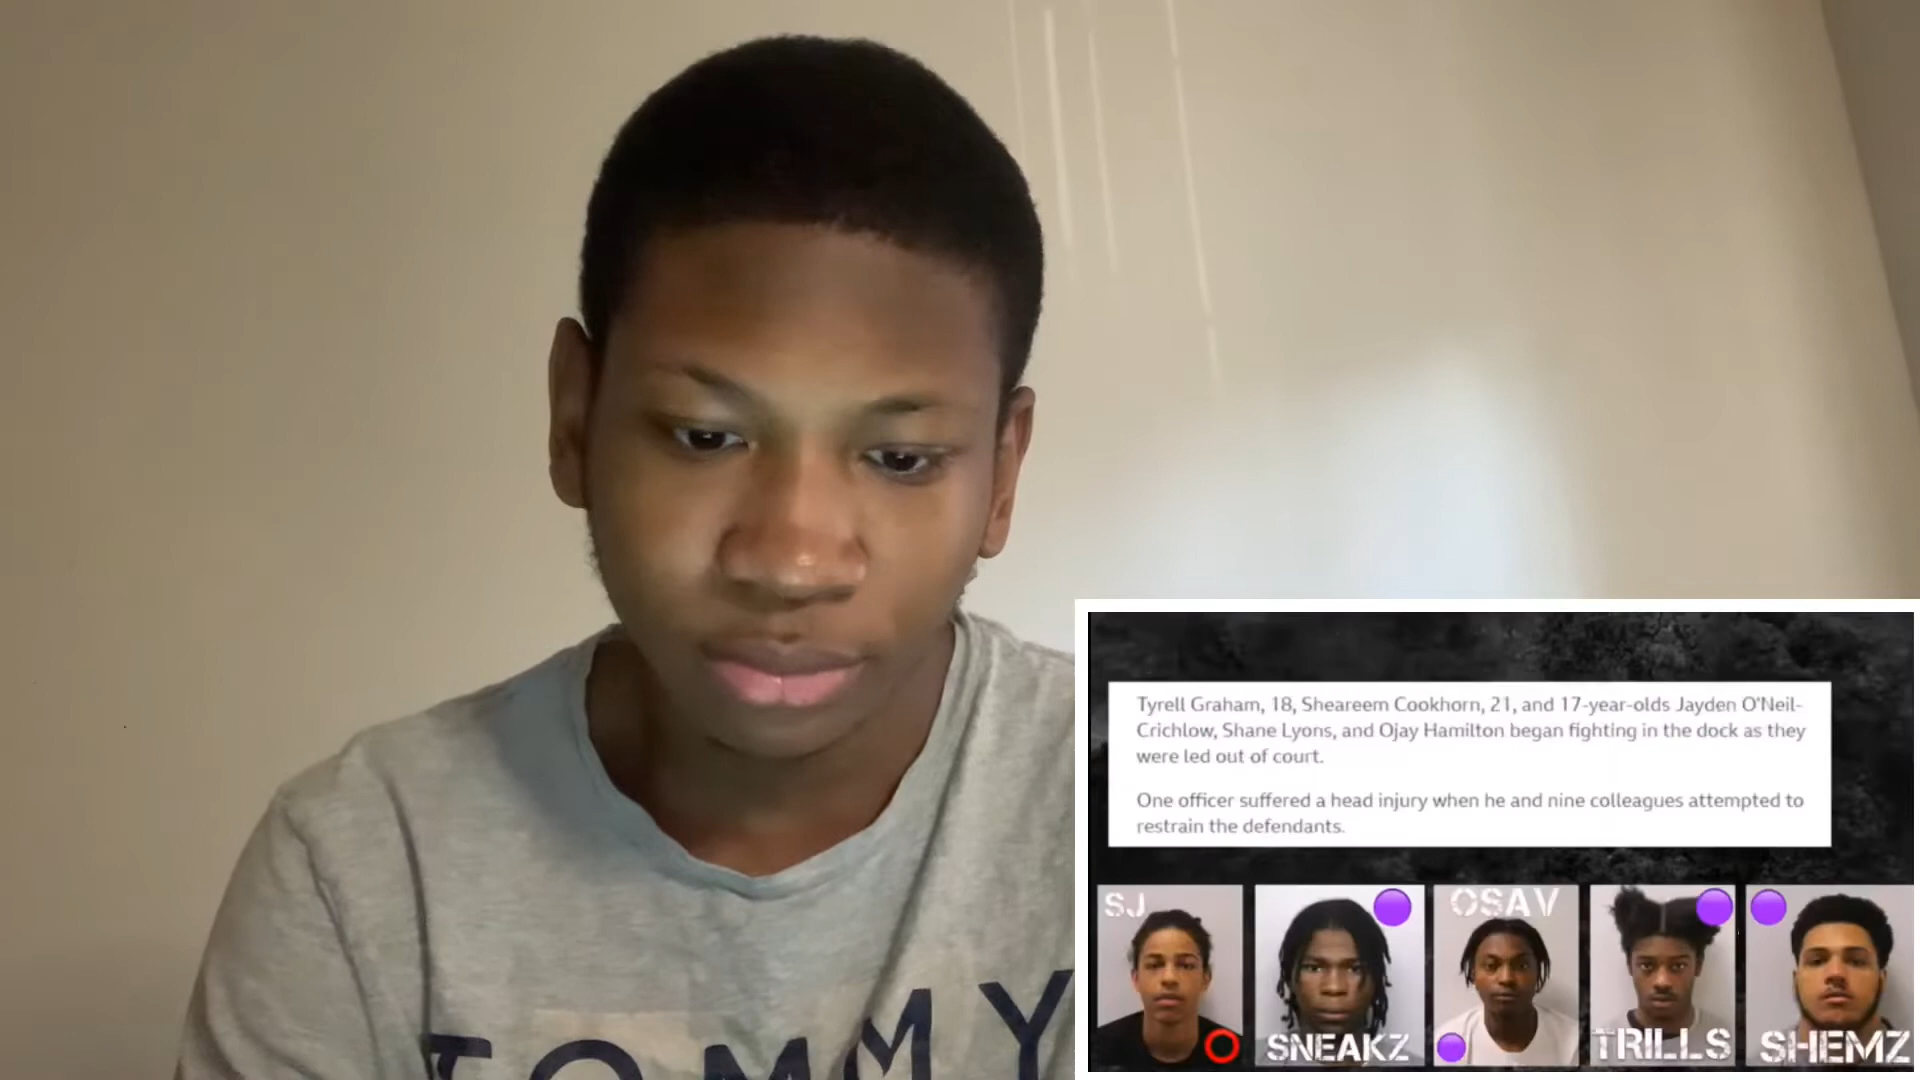 Tyrell Graham, 18, Sheareem Cookhorn, 21, and 17-year-olds Jayden O'Neil-
Crichlow, Shane Lyons, and Ojay Hamilton began fighting in the dock as they
were led out of court.
One officer suffered a head injury when he and nine colleagues attempted to
restrain the defendants.
SJ
OSAV
SNEAKZ
TRILLS
SHEMZ
TOMMY